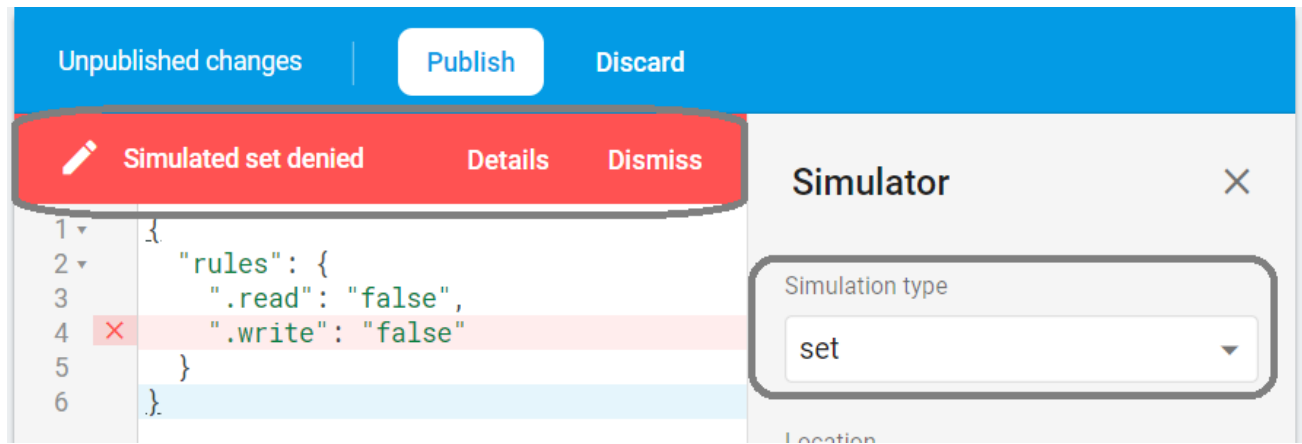 Unpublished changes Publish Discard
Simulated set denied Details Dismiss
Simulator
1 {
2 "rules": {
3 ".read": "false",
4 ".write": "false"
5 }
6 }
Simulation type
set
Location